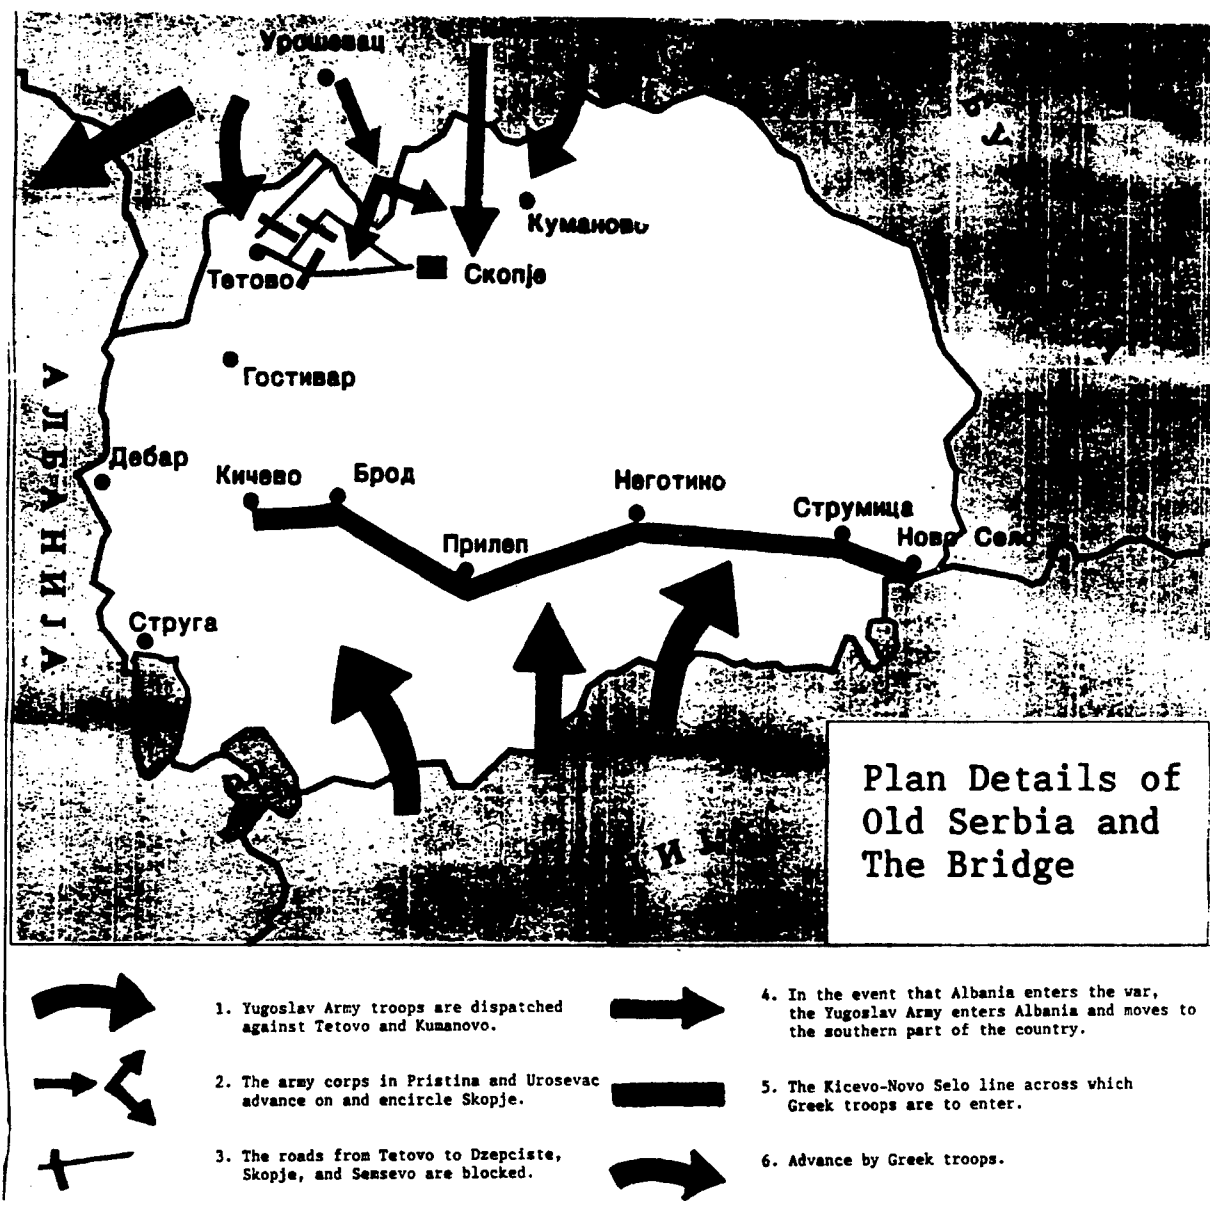 Урошевац
Куманово
Тетово
Скопје
Гостивар
АЛБАНИЈА
Дебар
Кичево
Брод
Неготино
Струмица
Прилеп
Ново Село
Струга
Plan Details of
Old Serbia and
The Bridge
1. Yugoslav Army troops are dispatched
against Tetovo and Kumanovo.
2. The army corps in Pristina and Urosevac
advance on and encircle Skopje.
3. The roads from Tetovo to Dzepciste,
Skopje, and Semsevo are blocked.
4. In the event that Albania enters the war,
the Yugoslav Army enters Albania and moves to
the southern part of the country.
5. The Kicevo-Novo Selo line across which
Greek troops are to enter.
6. Advance by Greek troops.